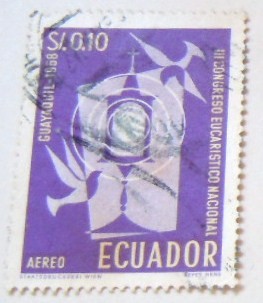 S/.0.10
GUAYAQUIL-1958
III CONGRESO EUCARISTICO NACIONAL
AEREO ECUADOR